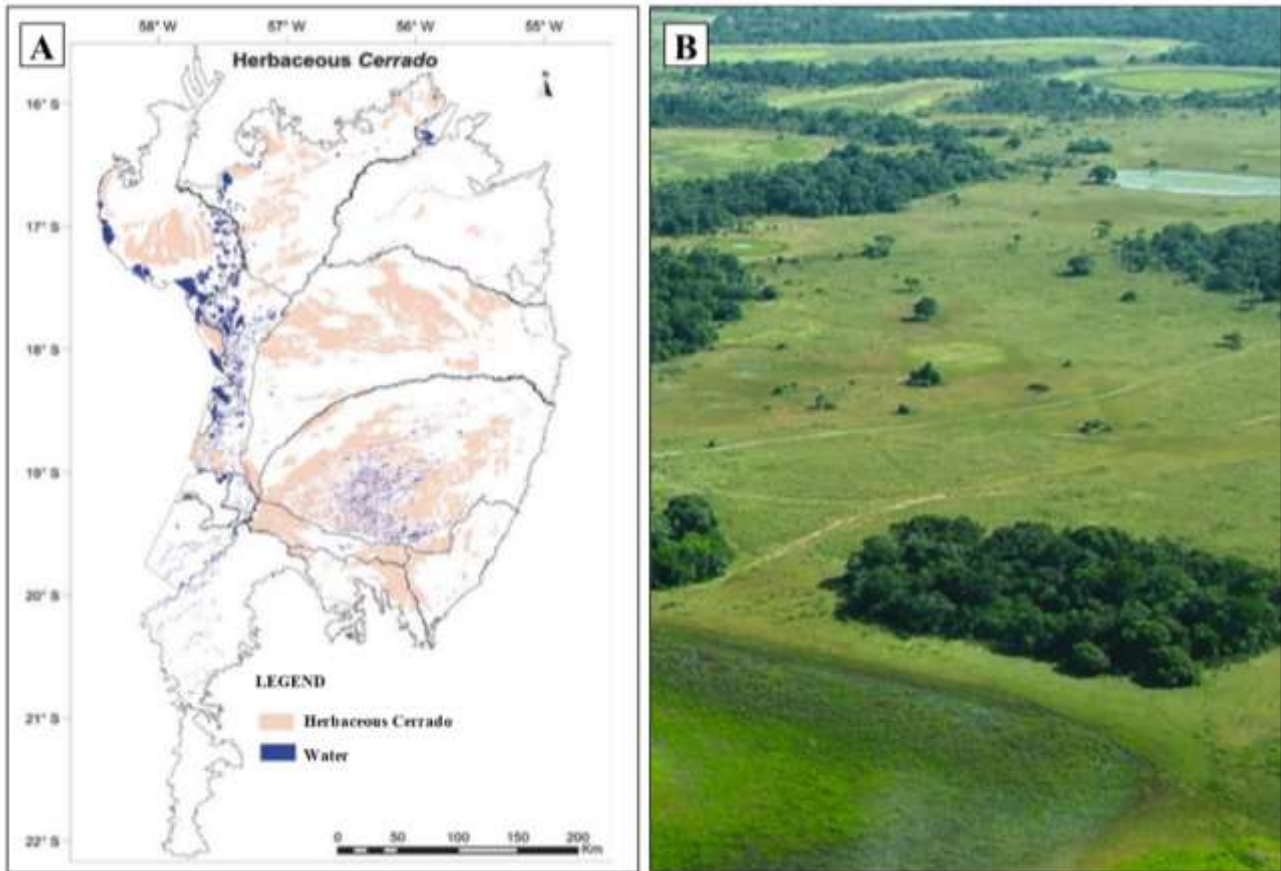 A
58° W 57° W 56° W 55° W
Herbaceous Cerrado
N
16° S
17° S
18° S
19° S
20° S
21° S
22° S
LEGEND
Herbaceous Cerrado
Water
0 50 100 150 200
Km
B